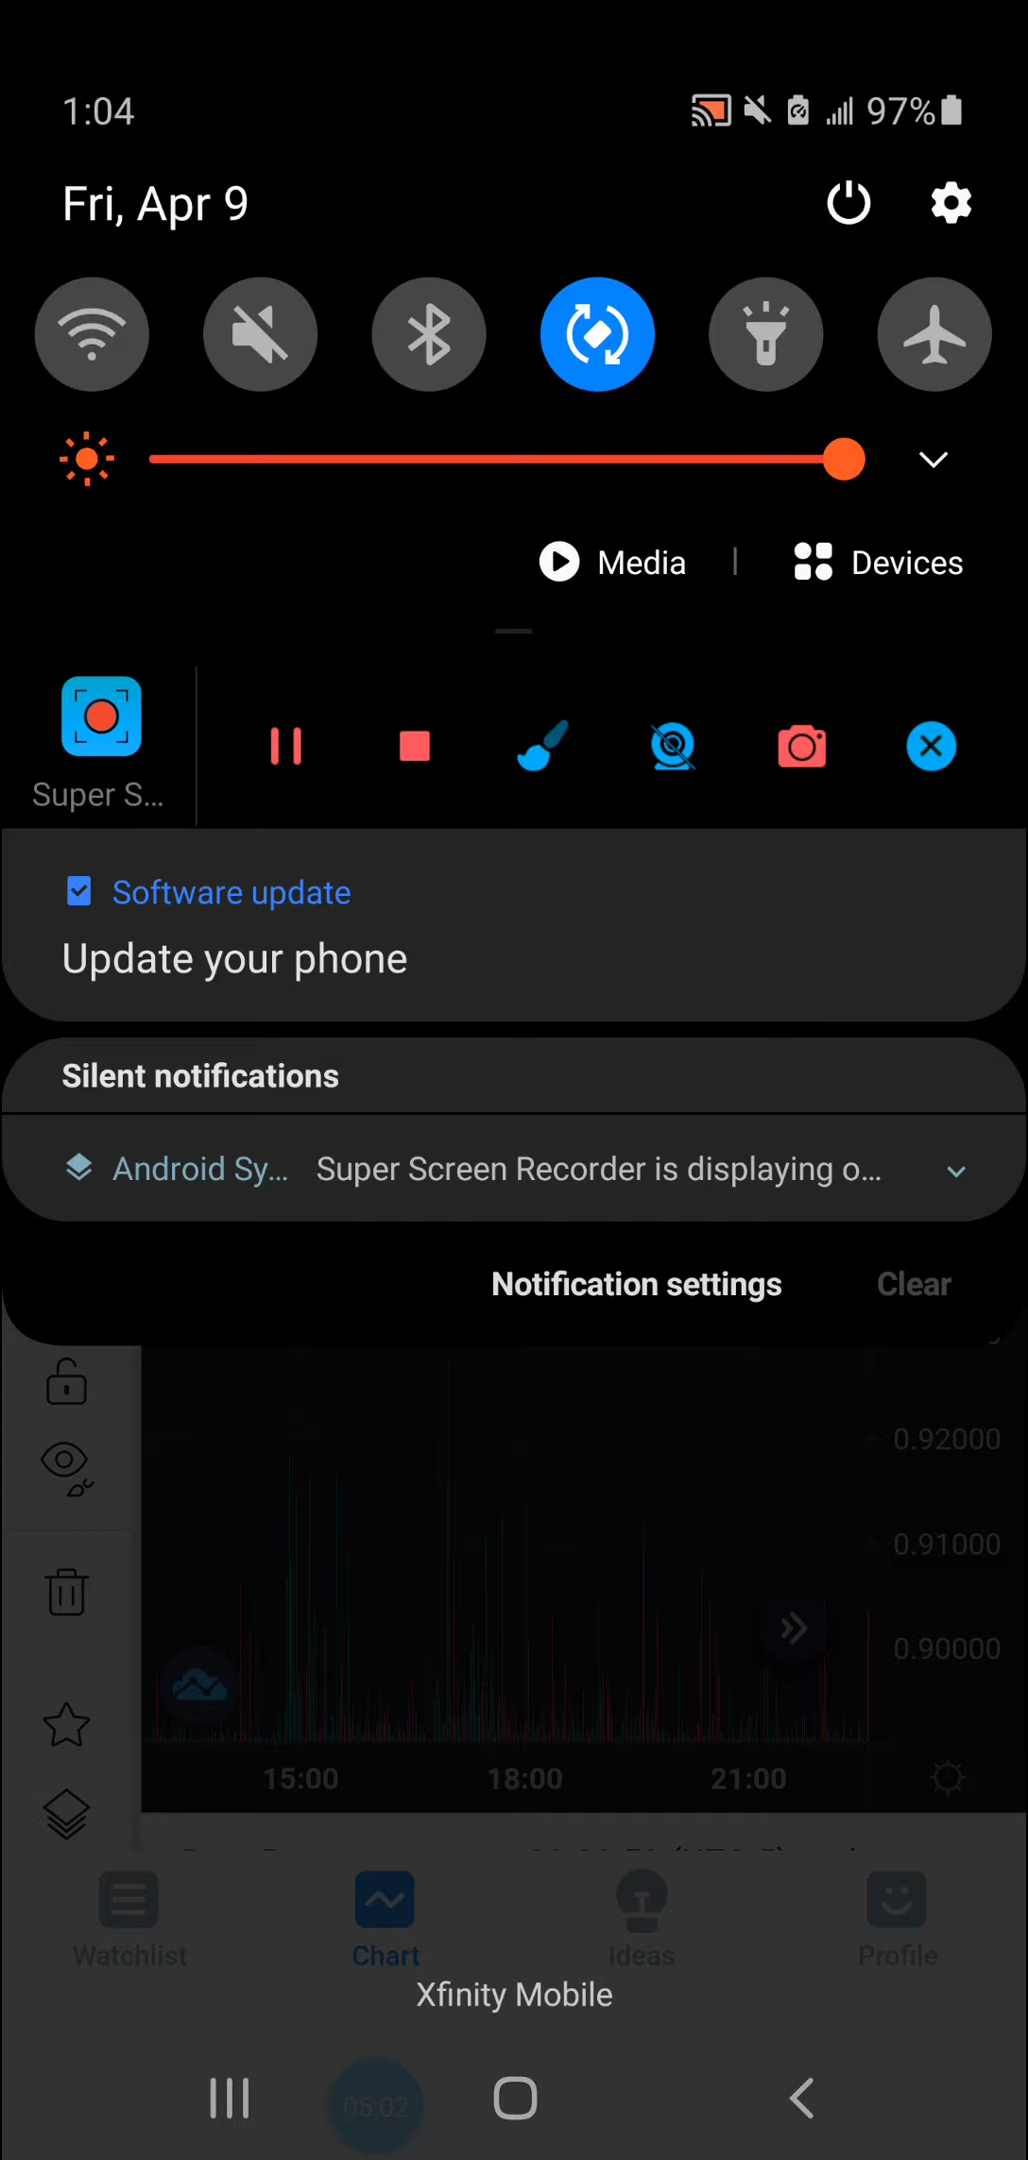 1:04
97%
Fri, Apr 9
Media
Devices
Super S...
Software update
Update your phone
Silent notifications
Android Sy... Super Screen Recorder is displaying o...
Notification settings Clear
0.92000
0.91000
0.90000
15:00 18:00 21:00
Watchlist Chart Ideas Profile
Xfinity Mobile
05:02